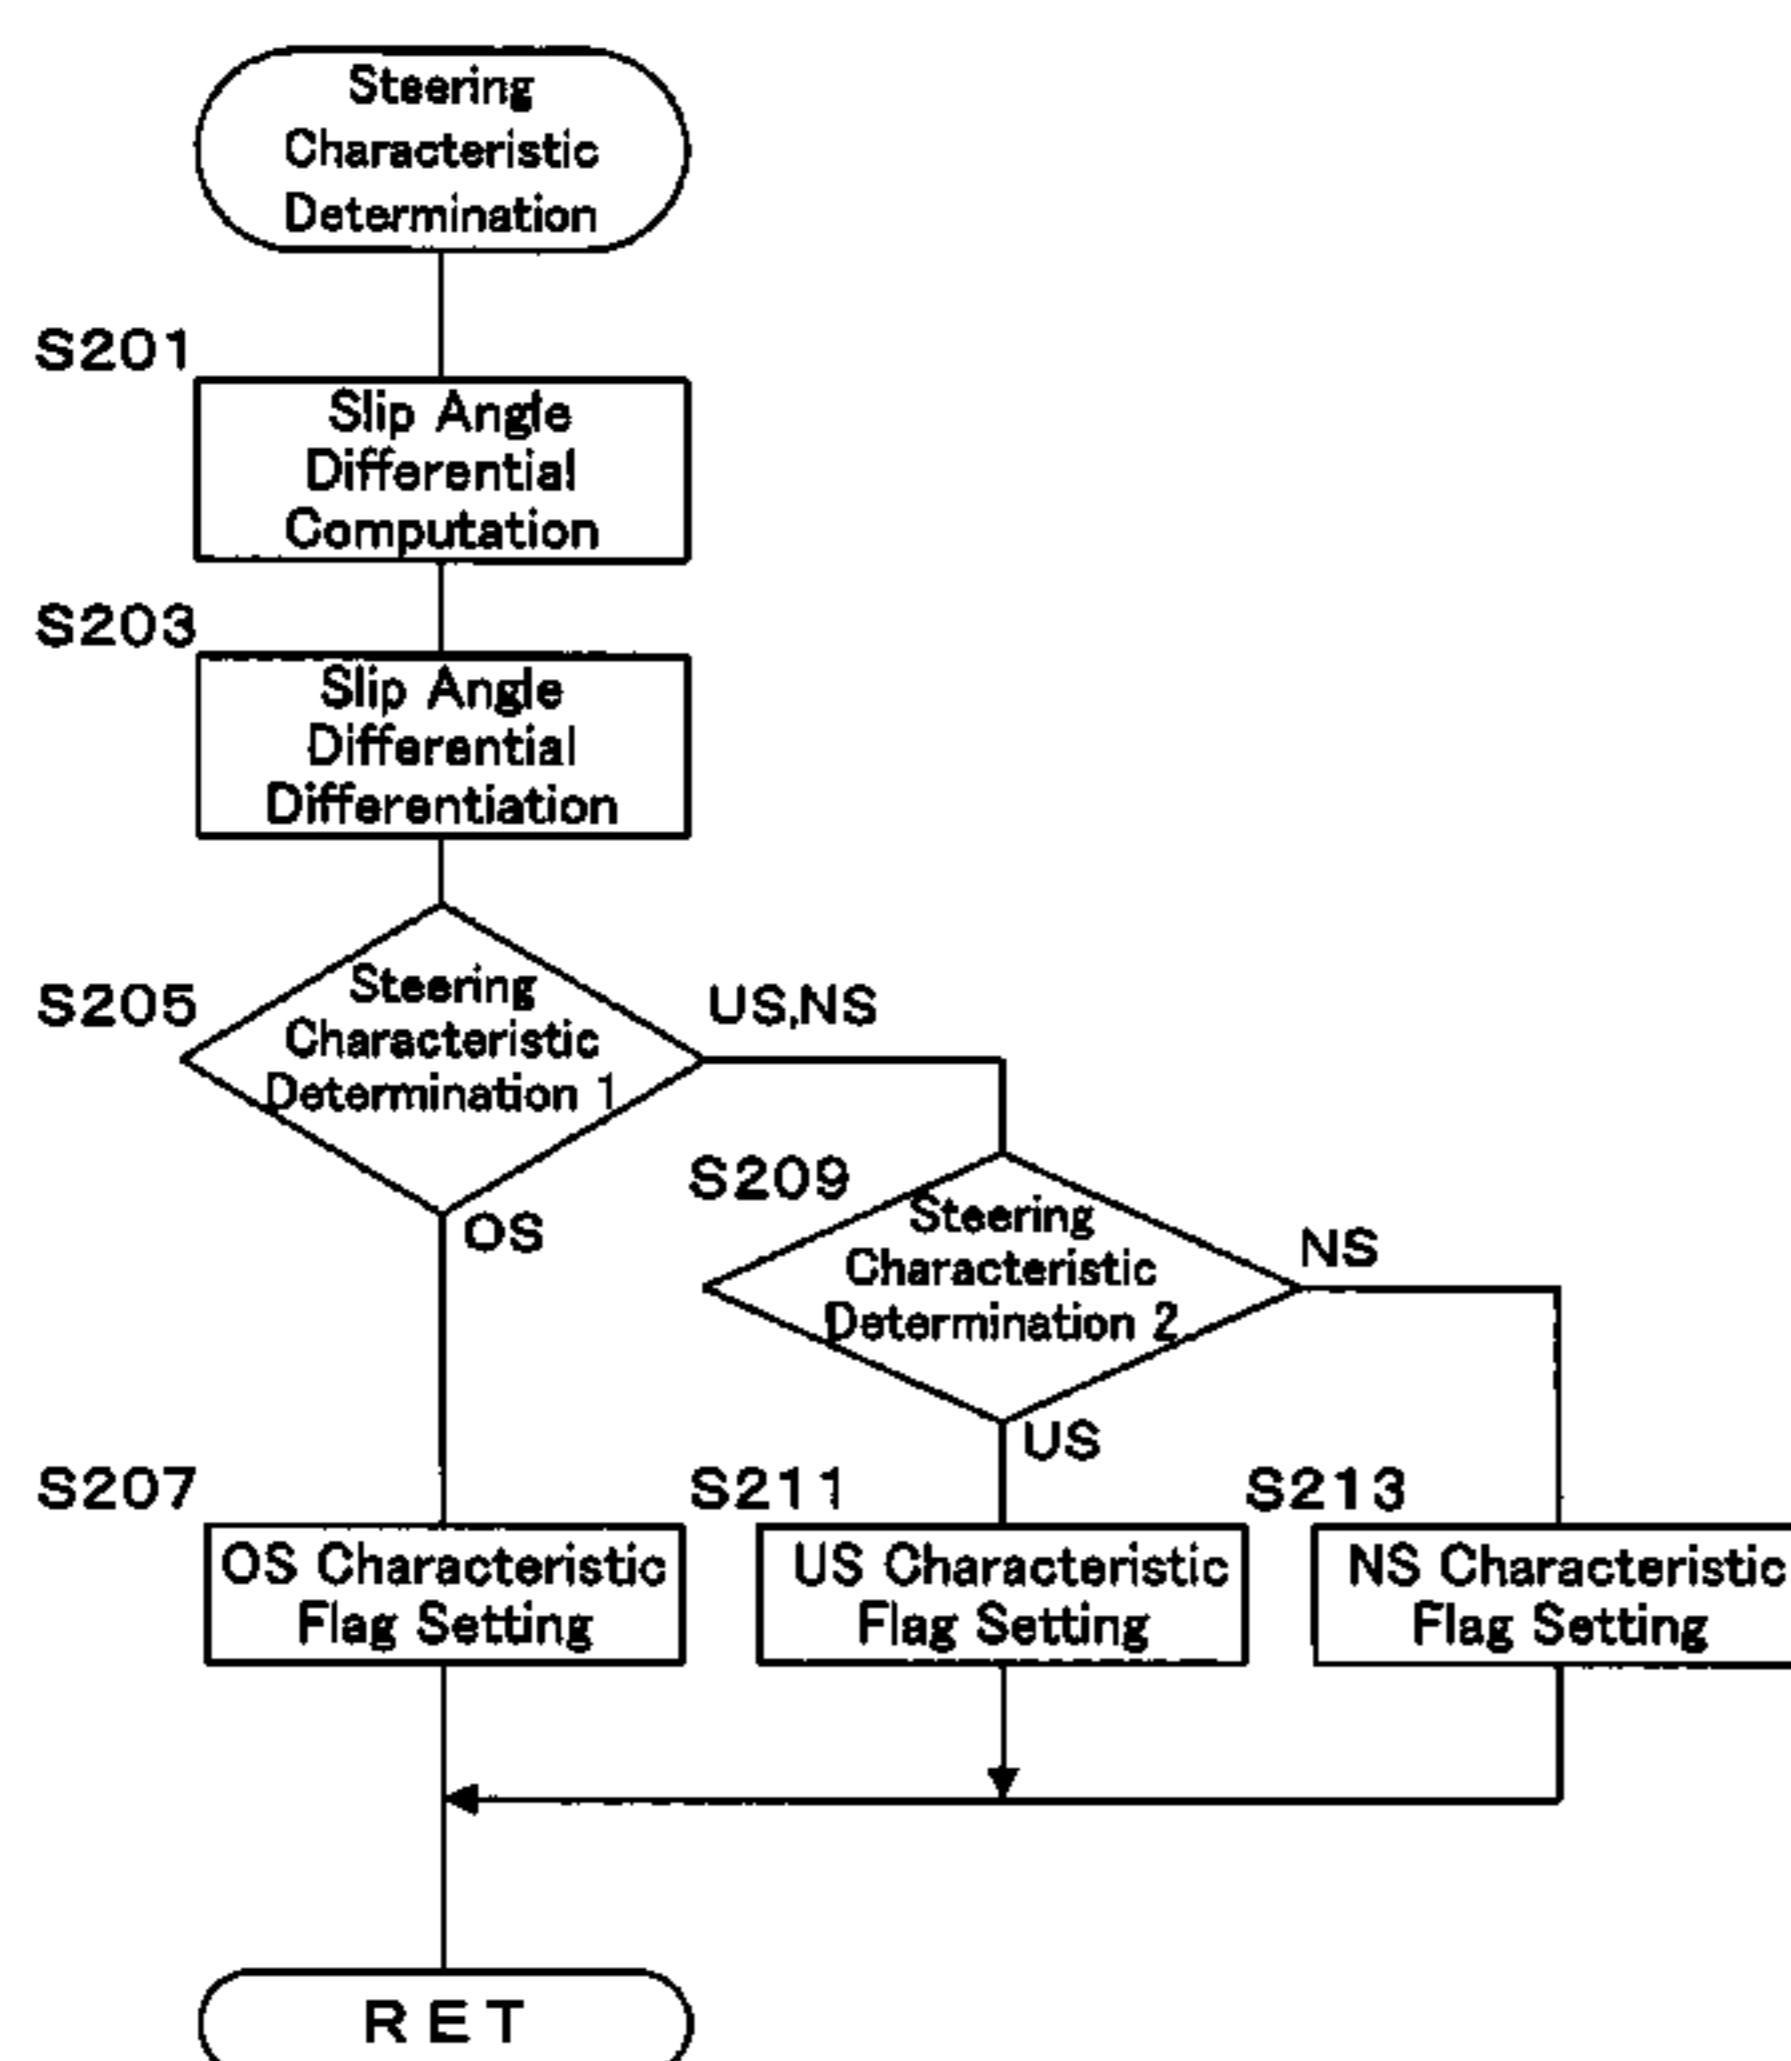 Steering
Characteristic
Determination
S201
Slip Angle
Differential
Computation
S203
Slip Angle
Differential
Differentiation
S205
Steering
Characteristic
Determination 1
US,NS
OS
S209
Steering
Characteristic
Determination 2
NS
US
S207
OS Characteristic
Flag Setting
S211
US Characteristic
Flag Setting
S213
NS Characteristic
Flag Setting
RET